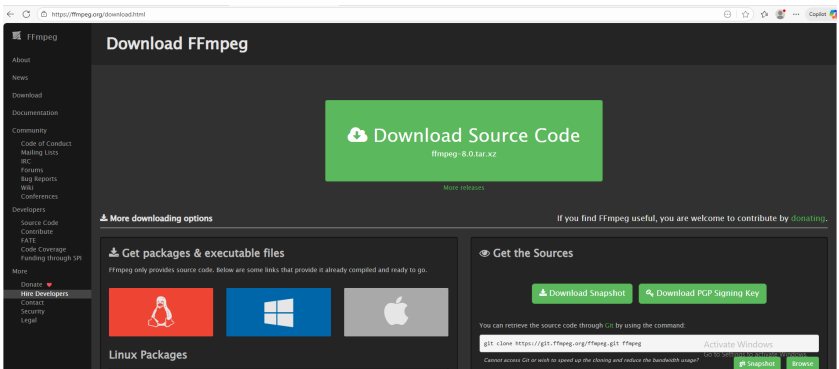 https://ffmpeg.org/download.html
Copilot
FFmpeg
About
News
Download
Documentation
Community
Code of Conduct
Mailing Lists
IRC
Forums
Bug Reports
Wiki
Conferences
Developers
Source Code
Contribute
FATE
Code Coverage
Funding through SPI
More
Donate
Hire Developers
Contact
Security
Legal
Download FFmpeg
Download Source Code
ffmpeg-8.0.tar.xz
More releases
More downloading options
If you find FFmpeg useful, you are welcome to contribute by donating.
Get packages & executable files
FFmpeg only provides source code. Below are some links that provide it already compiled and ready to go.
Linux Packages
Get the Sources
Download Snapshot
Download PGP Signing Key
You can retrieve the source code through Git by using the command:
git clone https://git.ffmpeg.org/ffmpeg.git ffmpeg
Cannot access Git or wish to speed up the cloning and reduce the bandwidth usage?
Snapshot
Browse
Activate Windows
Go to Settings to activate Windows.